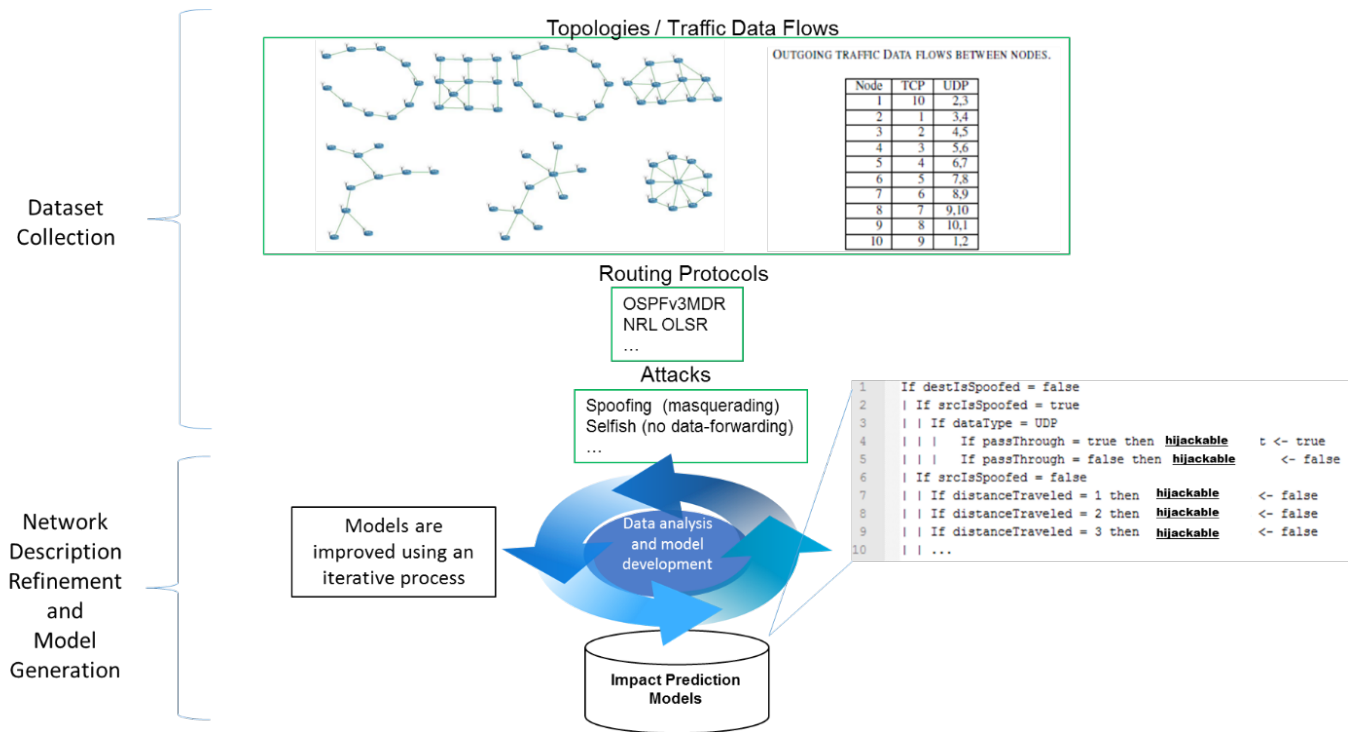 Topologies / Traffic Data Flows
OUTGOING TRAFFIC DATA FLOWS BETWEEN NODES.
Node TCP UDP
1 10 2,3
2 1 3,4
3 2 4,5
4 3 5,6
5 4 6,7
6 5 7,8
7 6 8,9
8 7 9,10
9 8 10,1
10 9 1,2
Dataset
Collection
Routing Protocols
OSPFv3MDR
NRL OLSR
...
Attacks
Spoofing (masquerading)
Selfish (no data-forwarding)
...
1 If destIsSpoofed = false
2 | If srcIsSpoofed = true
3 | | If dataType = UDP
4 | | | If passThrough = true then hijackable t <- true
5 | | | If passThrough = false then hijackable <- false
6 | If srcIsSpoofed = false
7 | | If distanceTraveled = 1 then hijackable <- false
8 | | If distanceTraveled = 2 then hijackable <- false
9 | | If distanceTraveled = 3 then hijackable <- false
10 | | ...
Network
Description
Refinement
and
Model
Generation
Models are
improved using an
iterative process
Data analysis
and model
development
Impact Prediction
Models